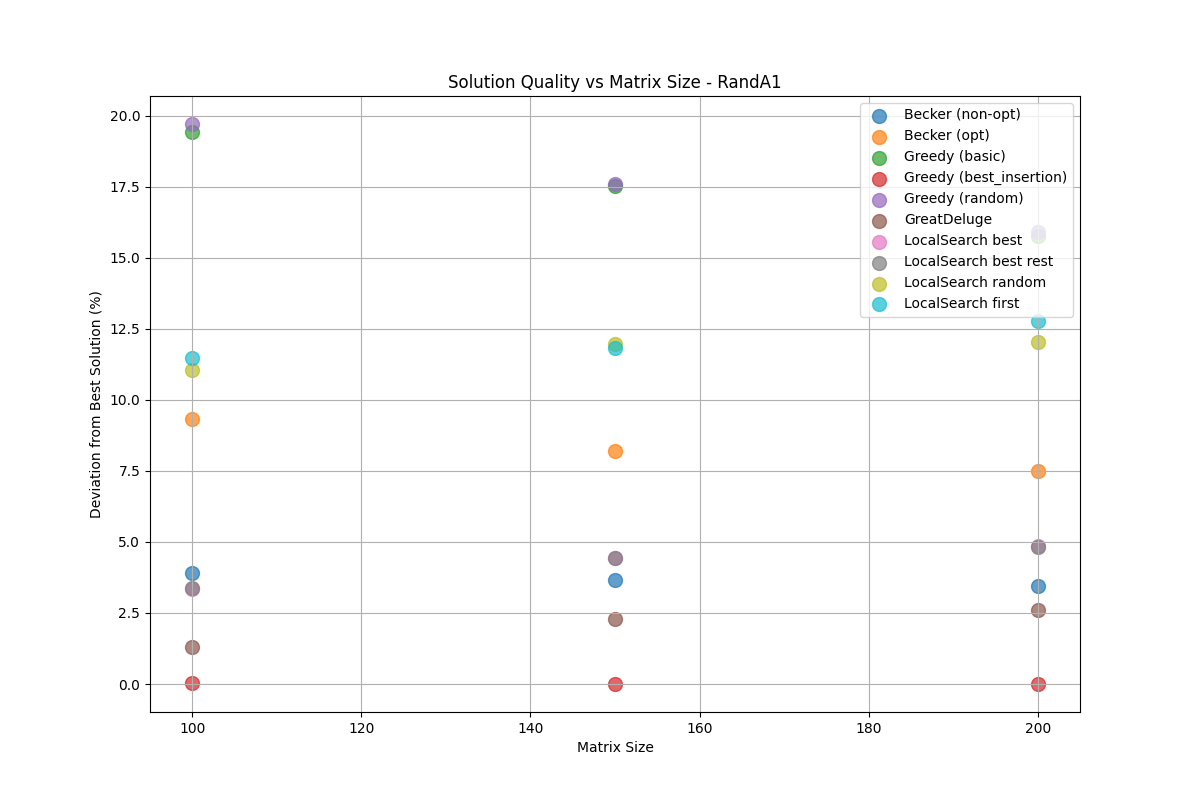 Solution Quality vs Matrix Size - RandA1
Deviation from Best Solution (%)
20.0
17.5
15.0
12.5
10.0
7.5
5.0
2.5
0.0
Becker (non-opt)
Becker (opt)
Greedy (basic)
Greedy (best_insertion)
Greedy (random)
GreatDeluge
LocalSearch best
LocalSearch best rest
LocalSearch random
LocalSearch first
100
120
140
160
180
200
Matrix Size